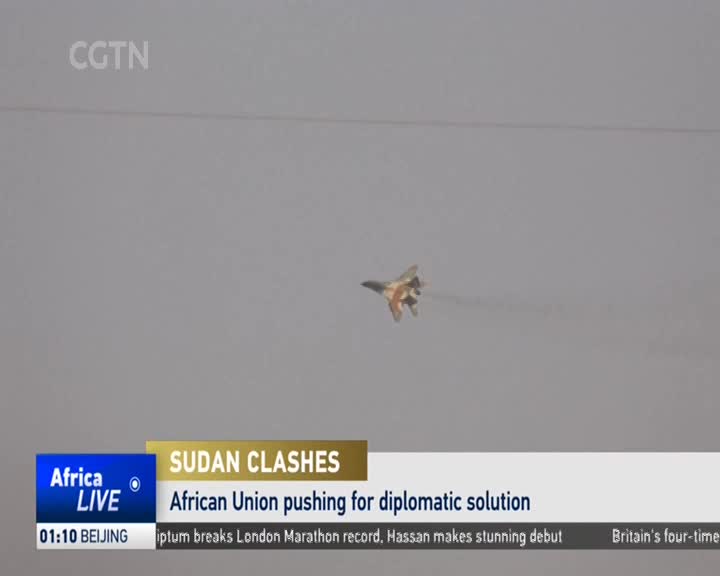 CGTN
SUDAN CLASHES
Africa
LIVE
African Union pushing for diplomatic solution
01:10 BEIJING
iptum breaks London Marathon record, Hassan makes stunning debut Britain's four-time